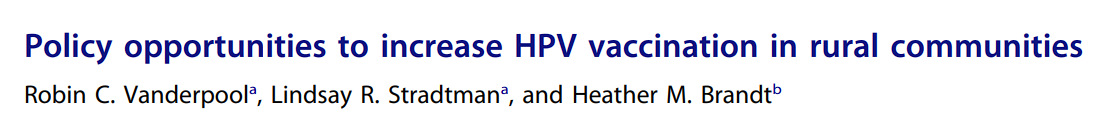 Policy opportunities to increase HPV vaccination in rural communities
Robin C. Vanderpoolᵃ, Lindsay R. Stradtmanᵃ, and Heather M. Brandtᵇ